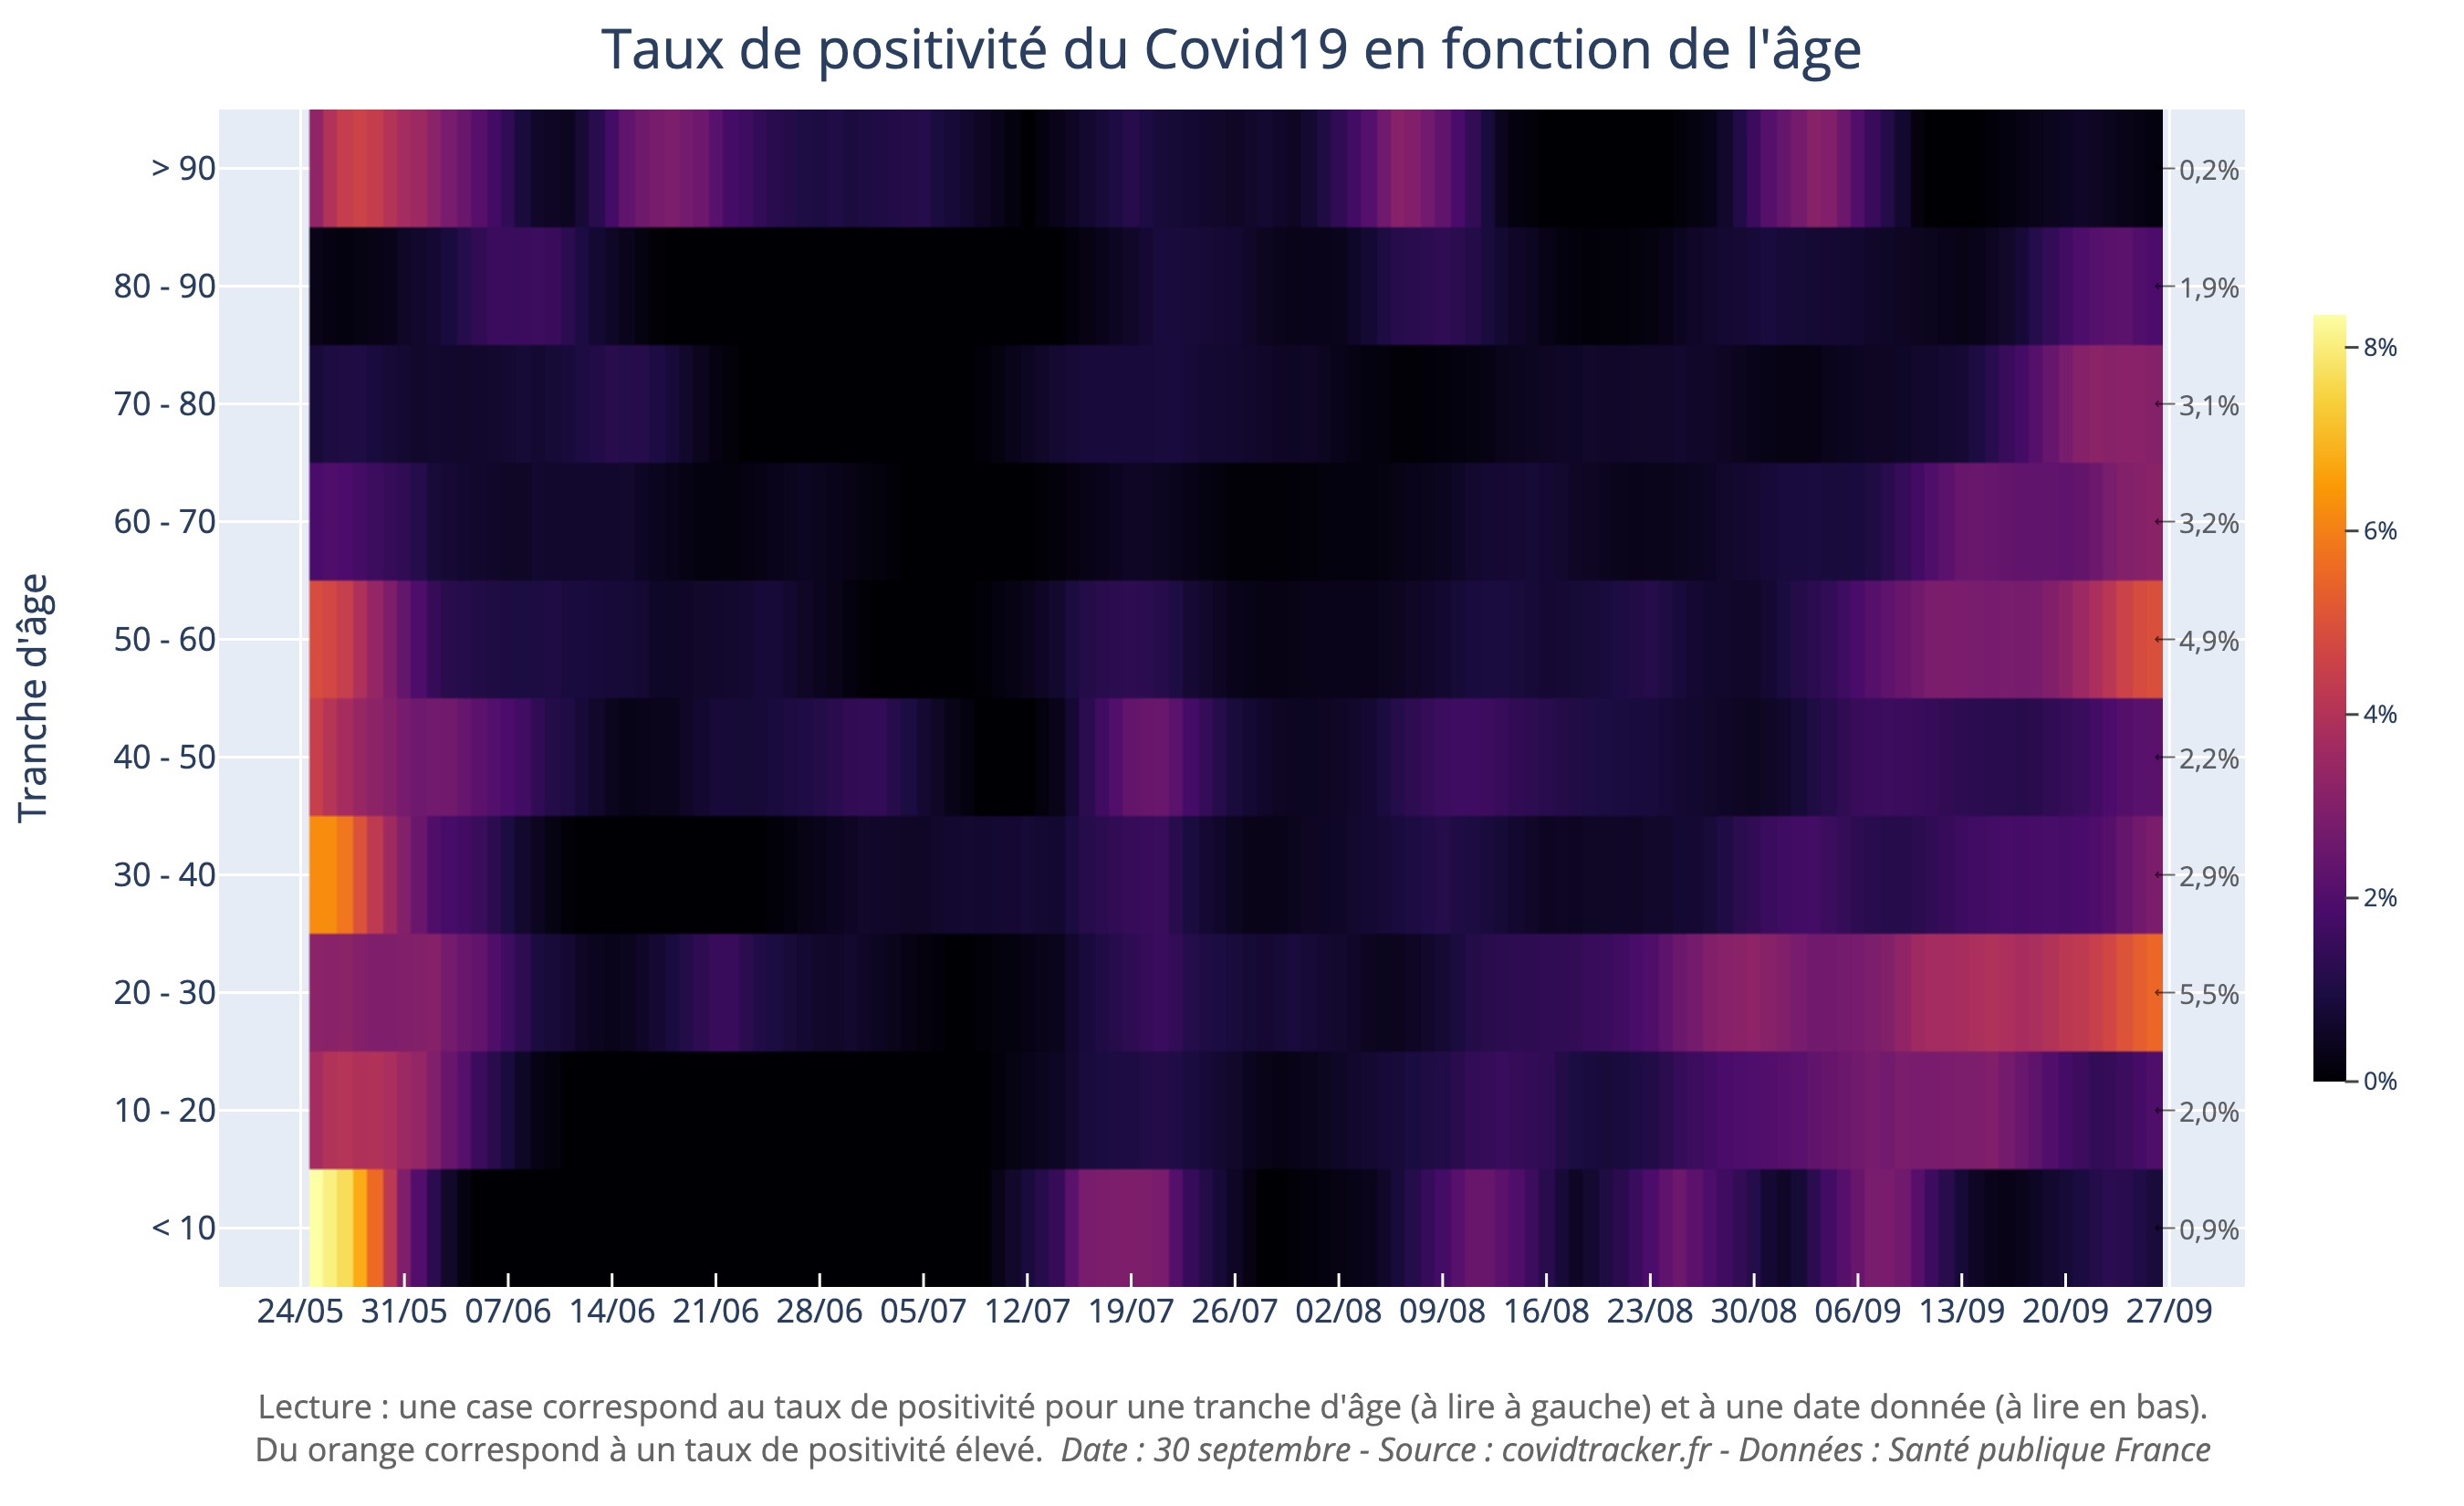 Taux de positivité du Covid19 en fonction de l'âge
Tranche d'âge
> 90
80 - 90
70 - 80
60 - 70
50 - 60
40 - 50
30 - 40
20 - 30
10 - 20
< 10
0,2%
1,9%
3,1%
3,2%
4,9%
2,2%
2,9%
5,5%
2,0%
0,9%
8%
6%
4%
2%
0%
24/05 31/05 07/06 14/06 21/06 28/06 05/07 12/07 19/07 26/07 02/08 09/08 16/08 23/08 30/08 06/09 13/09 20/09 27/09
Lecture : une case correspond au taux de positivité pour une tranche d'âge (à lire à gauche) et à une date donnée (à lire en bas).
Du orange correspond à un taux de positivité élevé. Date : 30 septembre - Source : covidtracker.fr - Données : Santé publique France